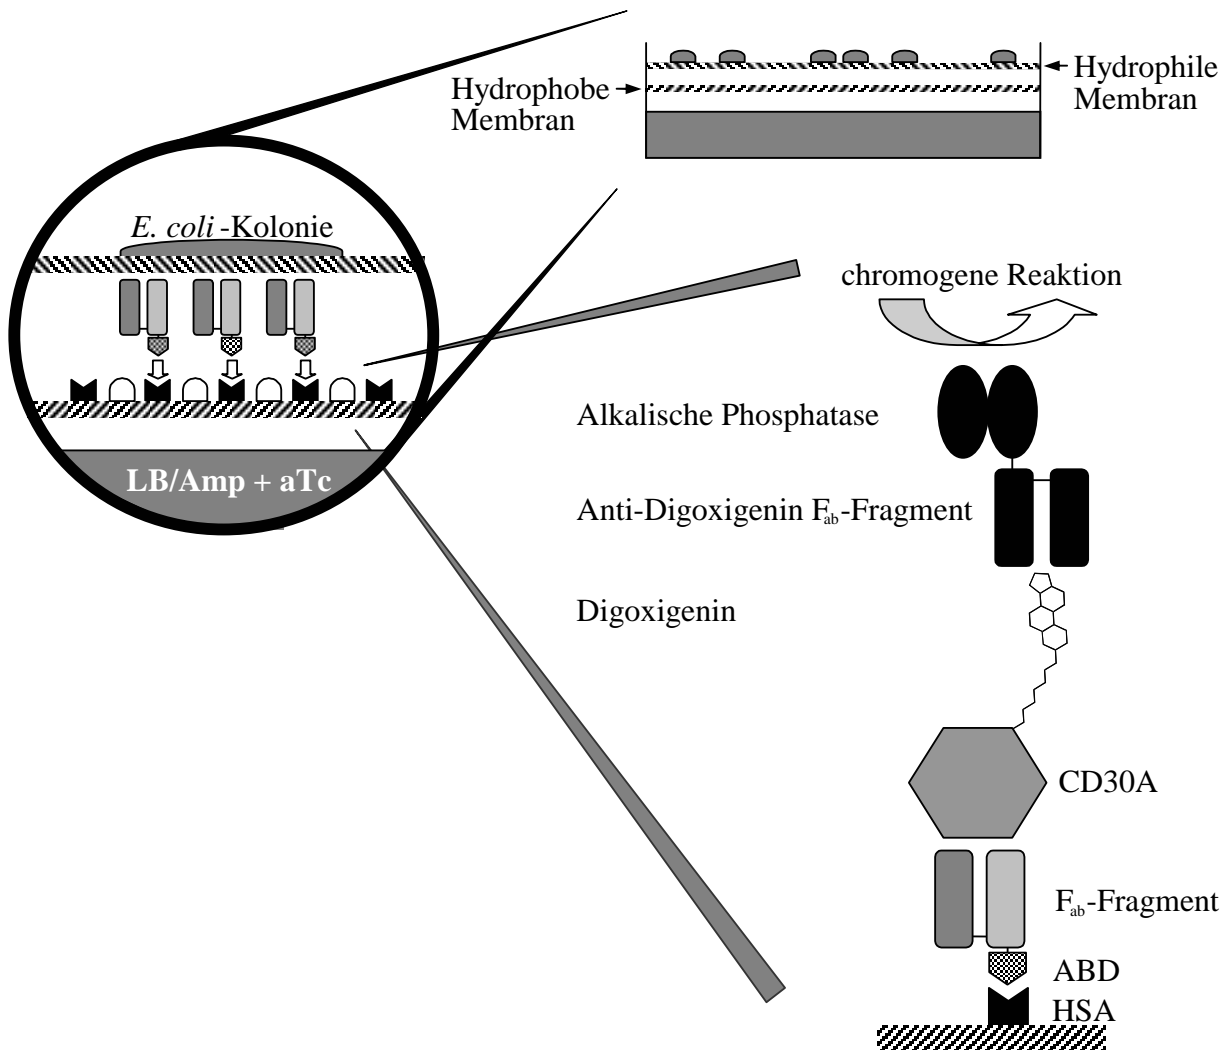 Hydrophobe
Membran
Hydrophile
Membran
E. coli -Kolonie
LB/Amp + aTc
chromogene Reaktion
Alkalische Phosphatase
Anti-Digoxigenin Fab-Fragment
Digoxigenin
CD30A
Fab-Fragment
ABD
HSA